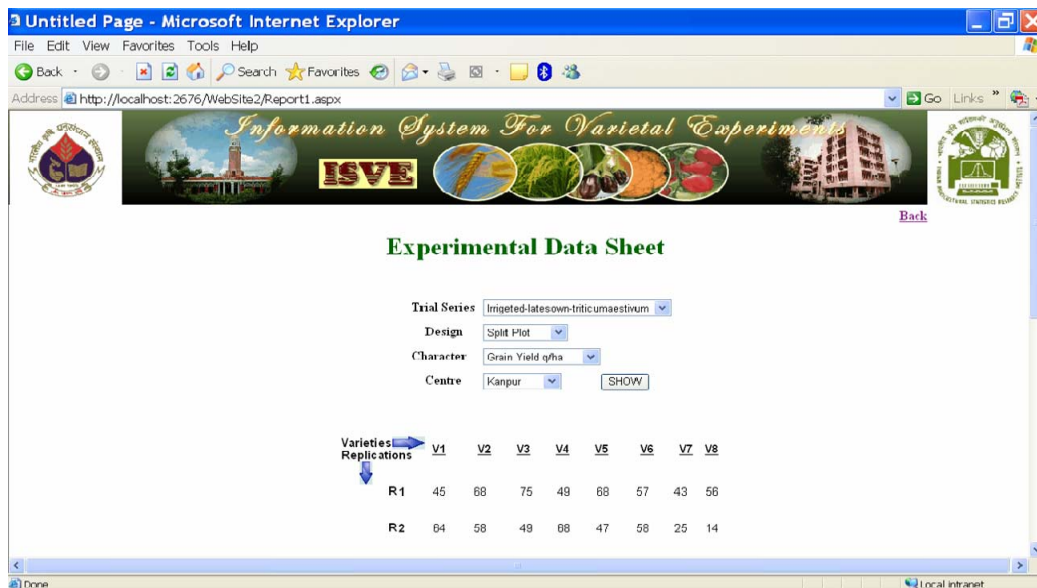 Untitled Page - Microsoft Internet Explorer
File Edit View Favorites Tools Help
Back Search Favorites
Address http://localhost:2676/WebSite2/Report1.aspx Go Links »
Information System For Varietal Experiments
ISVE
Back
Experimental Data Sheet
Trial Series Irrigeted-latesown-triticumaestivum
Design Split Plot
Character Grain Yield q/ha
Centre Kanpur SHOW
Varieties V1 V2 V3 V4 V5 V6 V7 V8
Replications
R1 45 68 75 49 68 57 43 56
R2 64 58 49 68 47 58 25 14
Done Local intranet